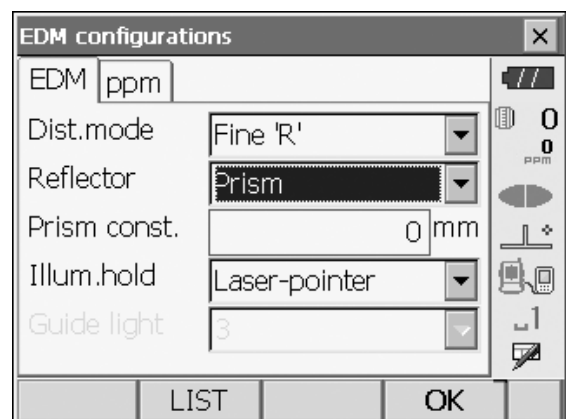 EDM configurations
EDM ppm
Dist.mode Fine 'R'
Reflector Prism
Prism const. 0 mm
Illum.hold Laser-pointer
Guide light 3
0
0
PPM
1
LIST OK